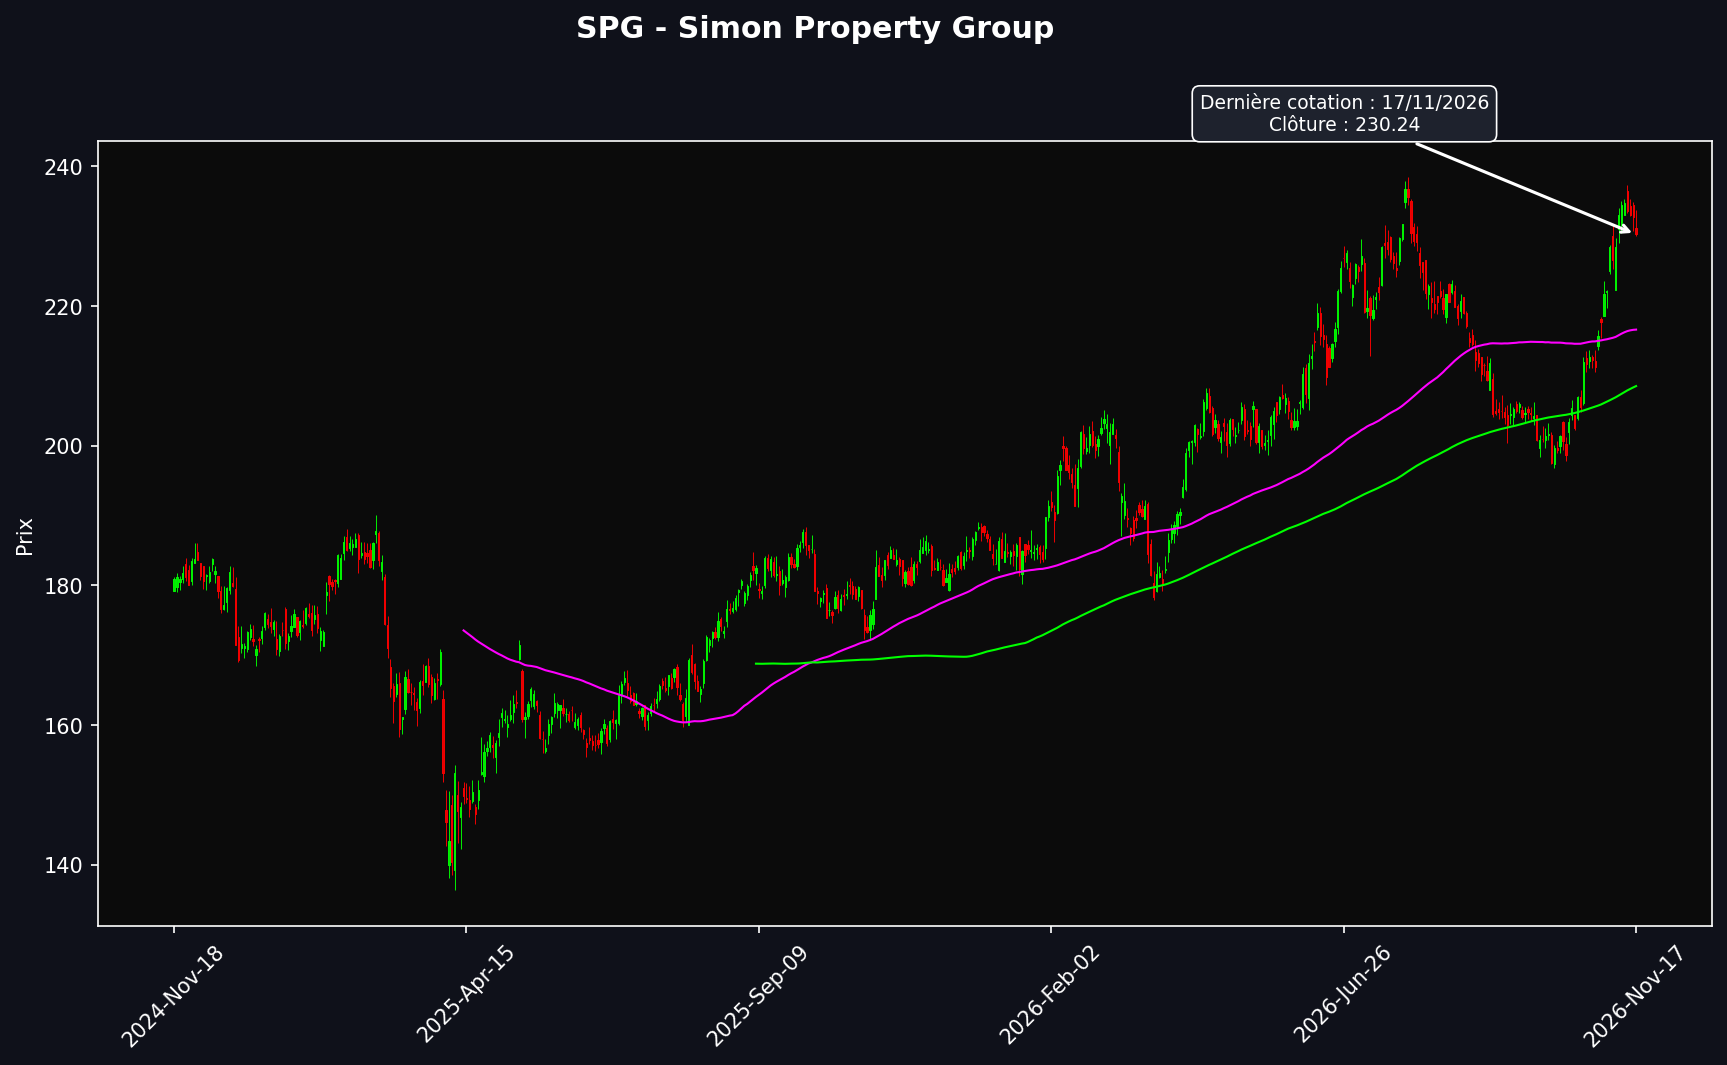 SPG - Simon Property Group
Dernière cotation : 17/11/2026
Clôture : 230.24
Prix
240
220
200
180
160
140
2024-Nov-18
2025-Apr-15
2025-Sep-09
2026-Feb-02
2026-Jun-26
2026-Nov-17